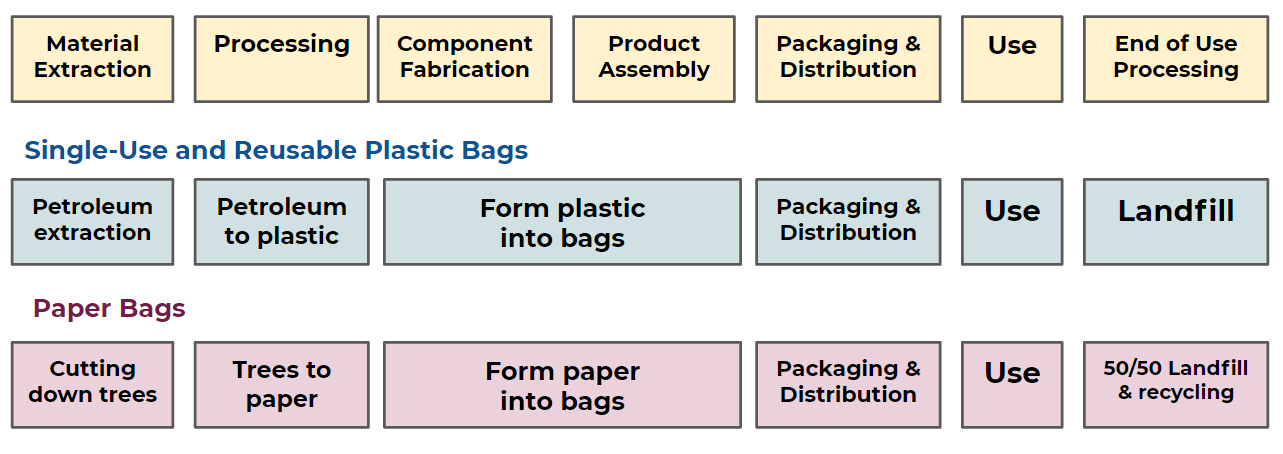 Material
Extraction
Processing
Component
Fabrication
Product
Assembly
Packaging &
Distribution
Use
End of Use
Processing
Single-Use and Reusable Plastic Bags
Petroleum
extraction
Petroleum
to plastic
Form plastic
into bags
Packaging &
Distribution
Use
Landfill
Paper Bags
Cutting
down trees
Trees to
paper
Form paper
into bags
Packaging &
Distribution
Use
50/50 Landfill
& recycling